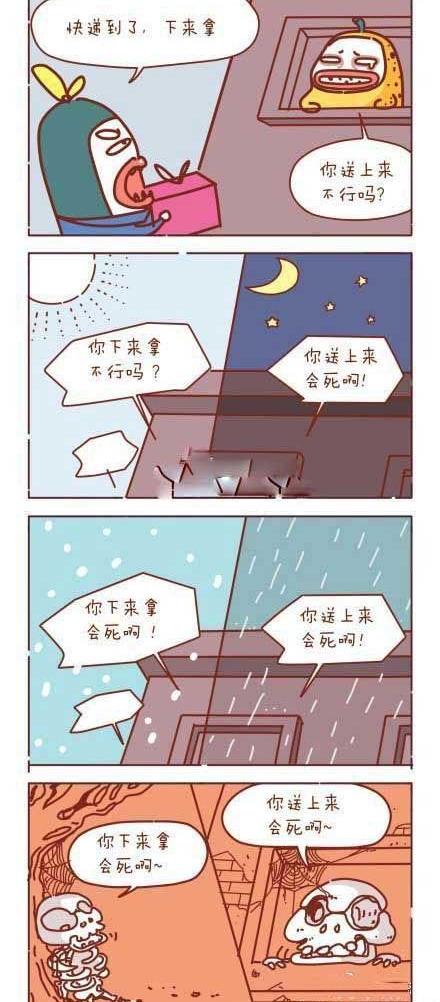 快递到了，下来拿
你送上来
不行吗?
你下来拿
不行吗？
你送上来
会死啊!
你下来拿
会死啊！
你送上来
会死啊!
你送上来
会死啊~
你下来拿
会死啊~